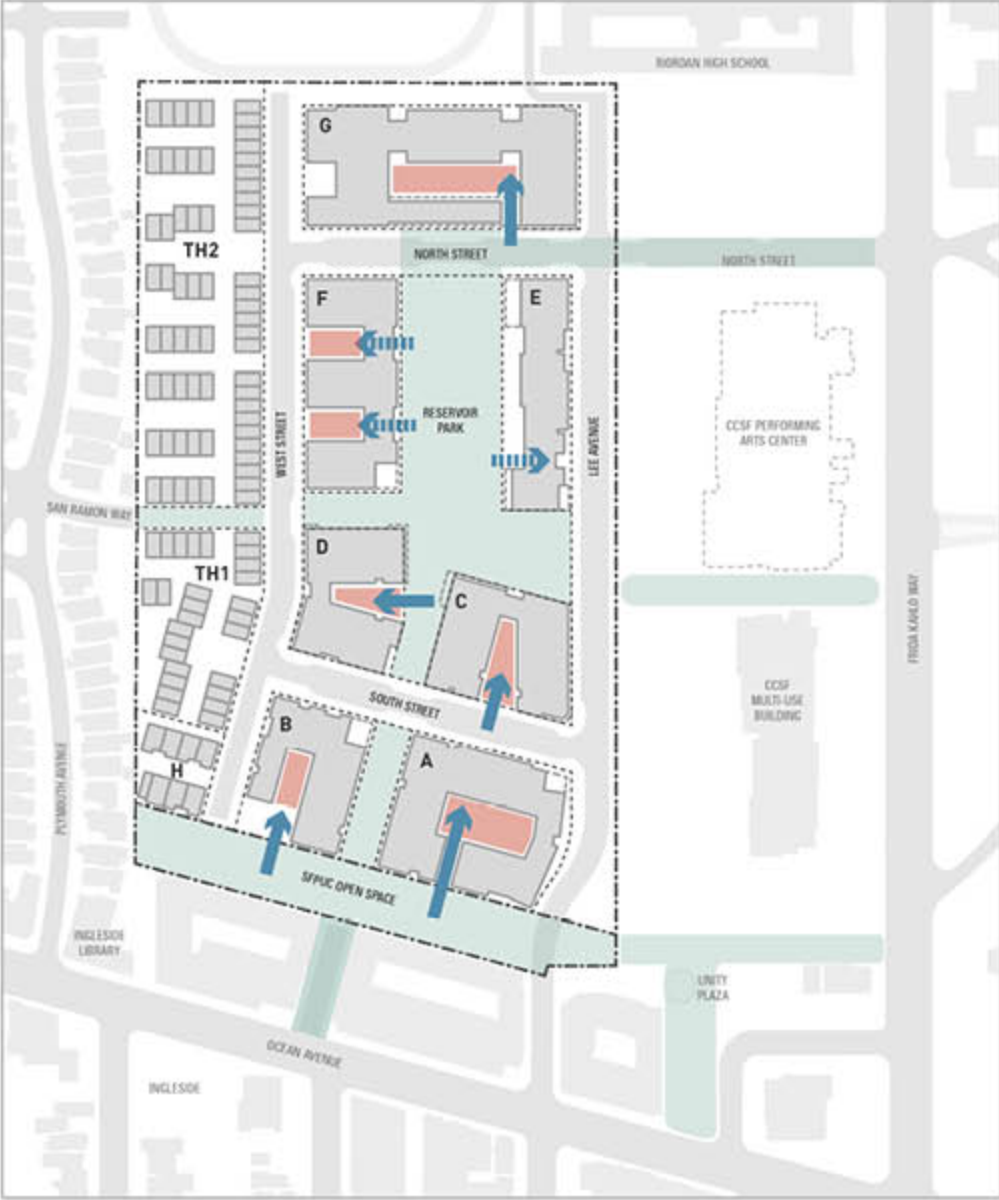 RIORDAN HIGH SCHOOL
G
TH2
NORTH STREET
NORTH STREET
F
E
WEST STREET
RESERVOIR
PARK
LEE AVENUE
CCSF PERFORMING
ARTS CENTER
SAN RAMON WAY
D
TH1
C
FRIDA KAHLO WAY
SOUTH STREET
CCSF
MULTI-USE
BUILDING
B
A
H
PLYMOUTH AVENUE
SFPUC OPEN SPACE
INGLESIDE
LIBRARY
UNITY
PLAZA
OCEAN AVENUE
INGLESIDE